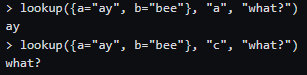 > lookup({a="ay", b="bee"}, "a", "what?")
ay
> lookup({a="ay", b="bee"}, "c", "what?")
what?